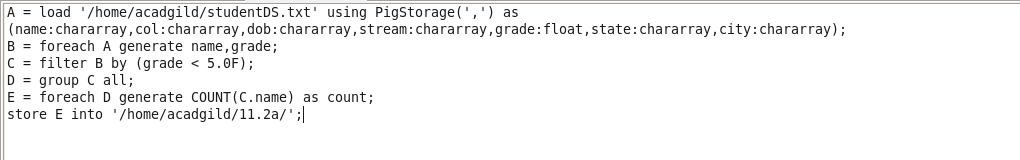 A = load '/home/acadgild/studentDS.txt' using PigStorage(',') as
(name:chararray,col:chararray,dob:chararray,stream:chararray,grade:float,state:chararray,city:chararray);
B = foreach A generate name,grade;
C = filter B by (grade < 5.0F);
D = group C all;
E = foreach D generate COUNT(C.name) as count;
store E into '/home/acadgild/11.2a/';